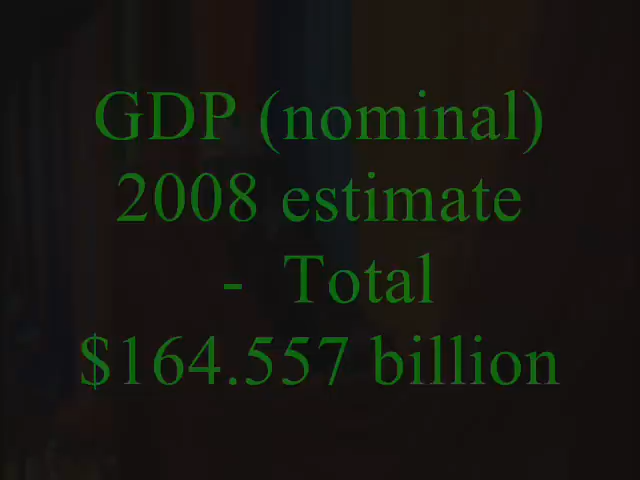 GDP (nominal)
2008 estimate
- Total
$164.557 billion